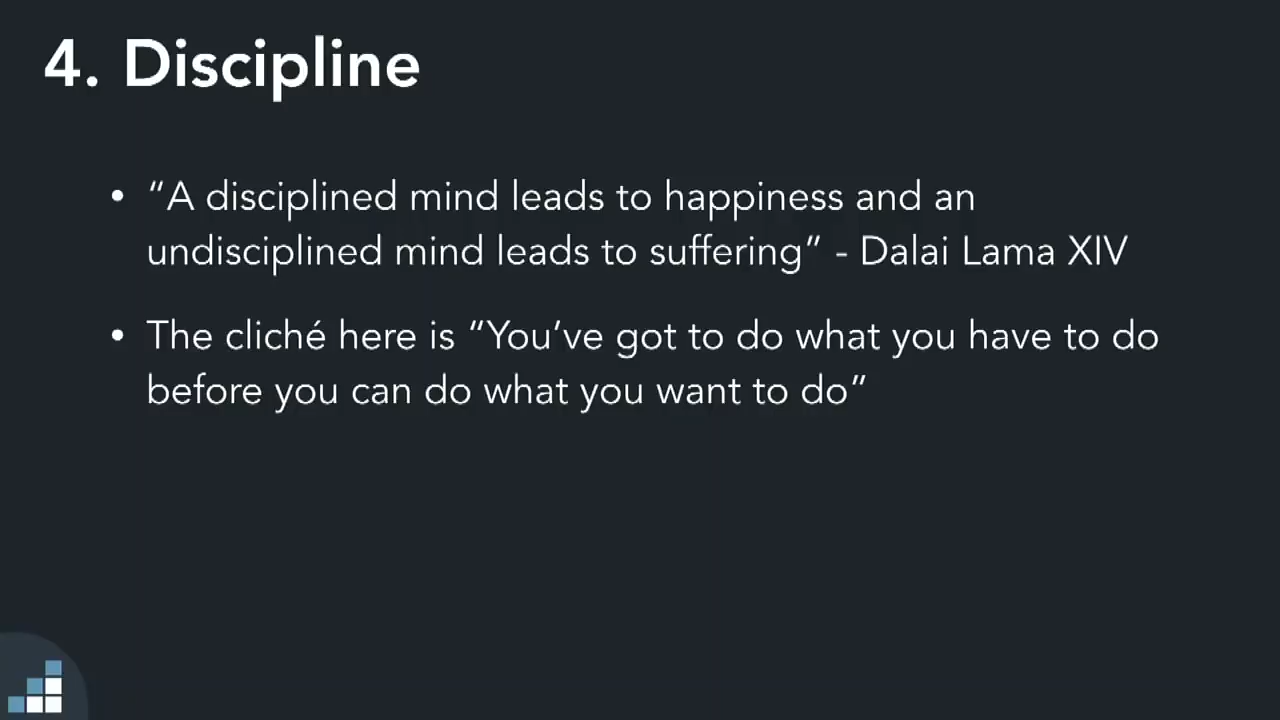 4. Discipline
• “A disciplined mind leads to happiness and an
undisciplined mind leads to suffering” - Dalai Lama XIV
• The cliché here is “You’ve got to do what you have to do
before you can do what you want to do”